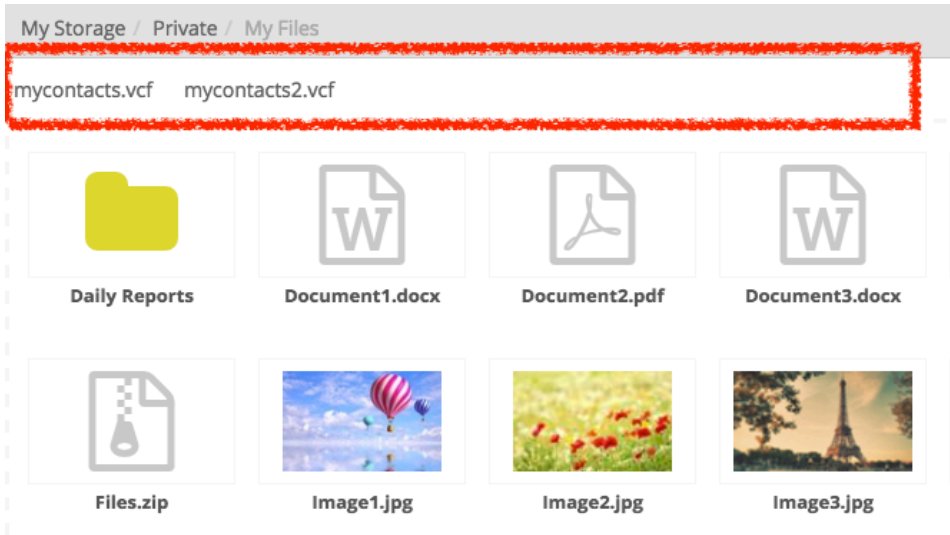 My Storage / Private / My Files
mycontacts.vcf mycontacts2.vcf
Daily Reports Document1.docx Document2.pdf Document3.docx
Files.zip Image1.jpg Image2.jpg Image3.jpg